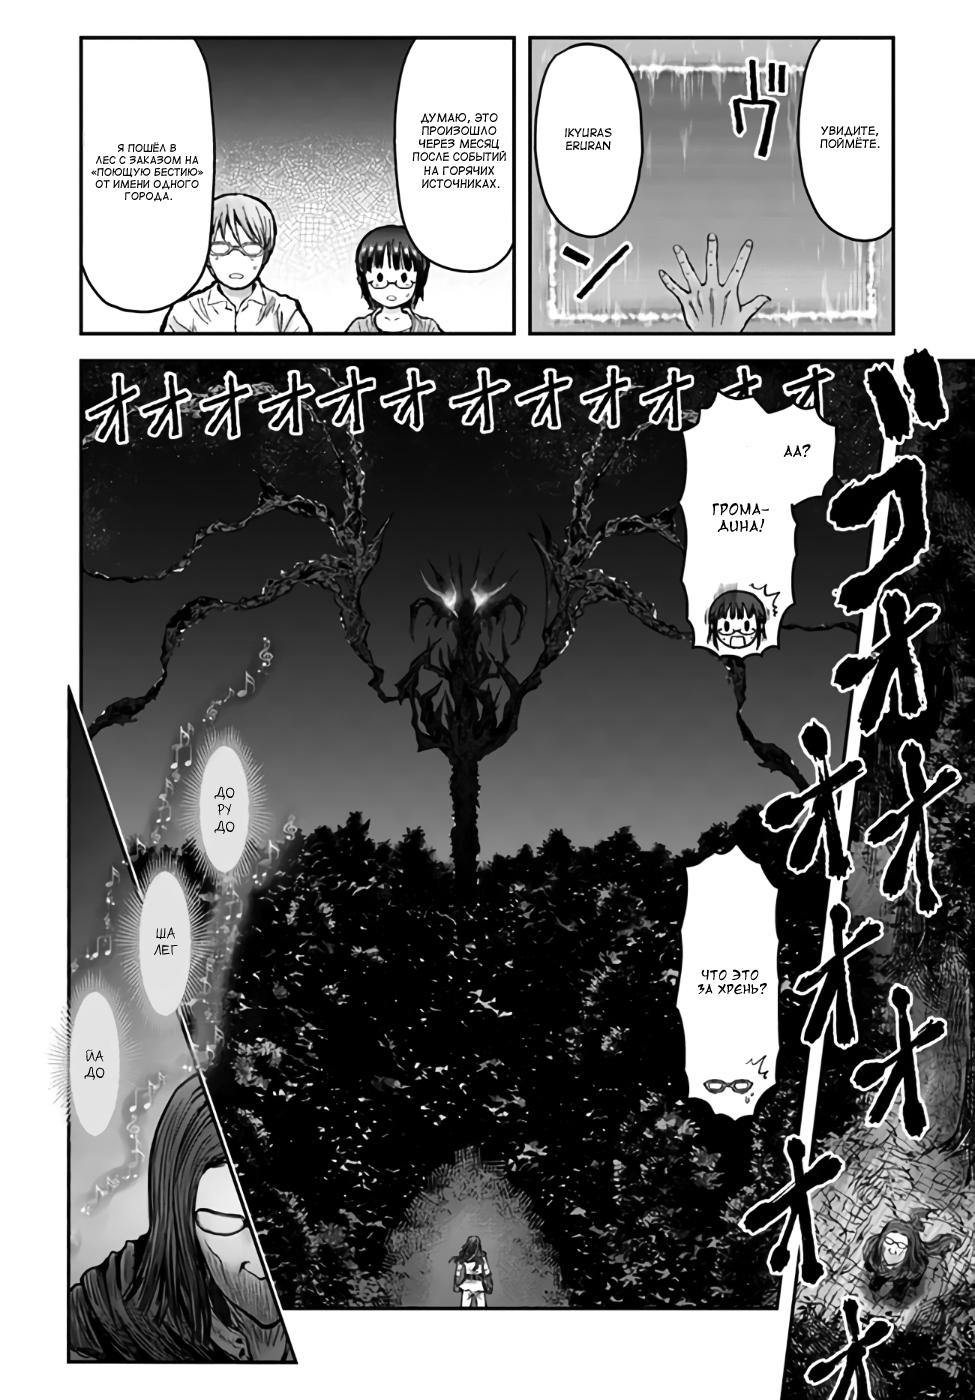 УВИДИТЕ,
ПОЙМЁТЕ.
ヴ
ン
IKYURAS
ERURAN
ДУМАЮ, ЭТО
ПРОИЗОШЛО
ЧЕРЕЗ МЕСЯЦ
ПОСЛЕ СОБЫТИЙ
НА ГОРЯЧИХ
ИСТОЧНИКАХ.
Я ПОШЁЛ В
ЛЕС С ЗАКАЗОМ НА
«ПОЮЩУЮ БЕСТИЮ»
ОТ ИМЕНИ ОДНОГО
ГОРОДА.
オオオオオオオオオオオオ
АА?
ГРОМА-
ДИНА!
ヴォオオオオオオオ
ЧТО ЭТО
ЗА ХРЕНЬ?
ДО
РУ
ДО
ША
ЛЕГ
ЙА
ДО